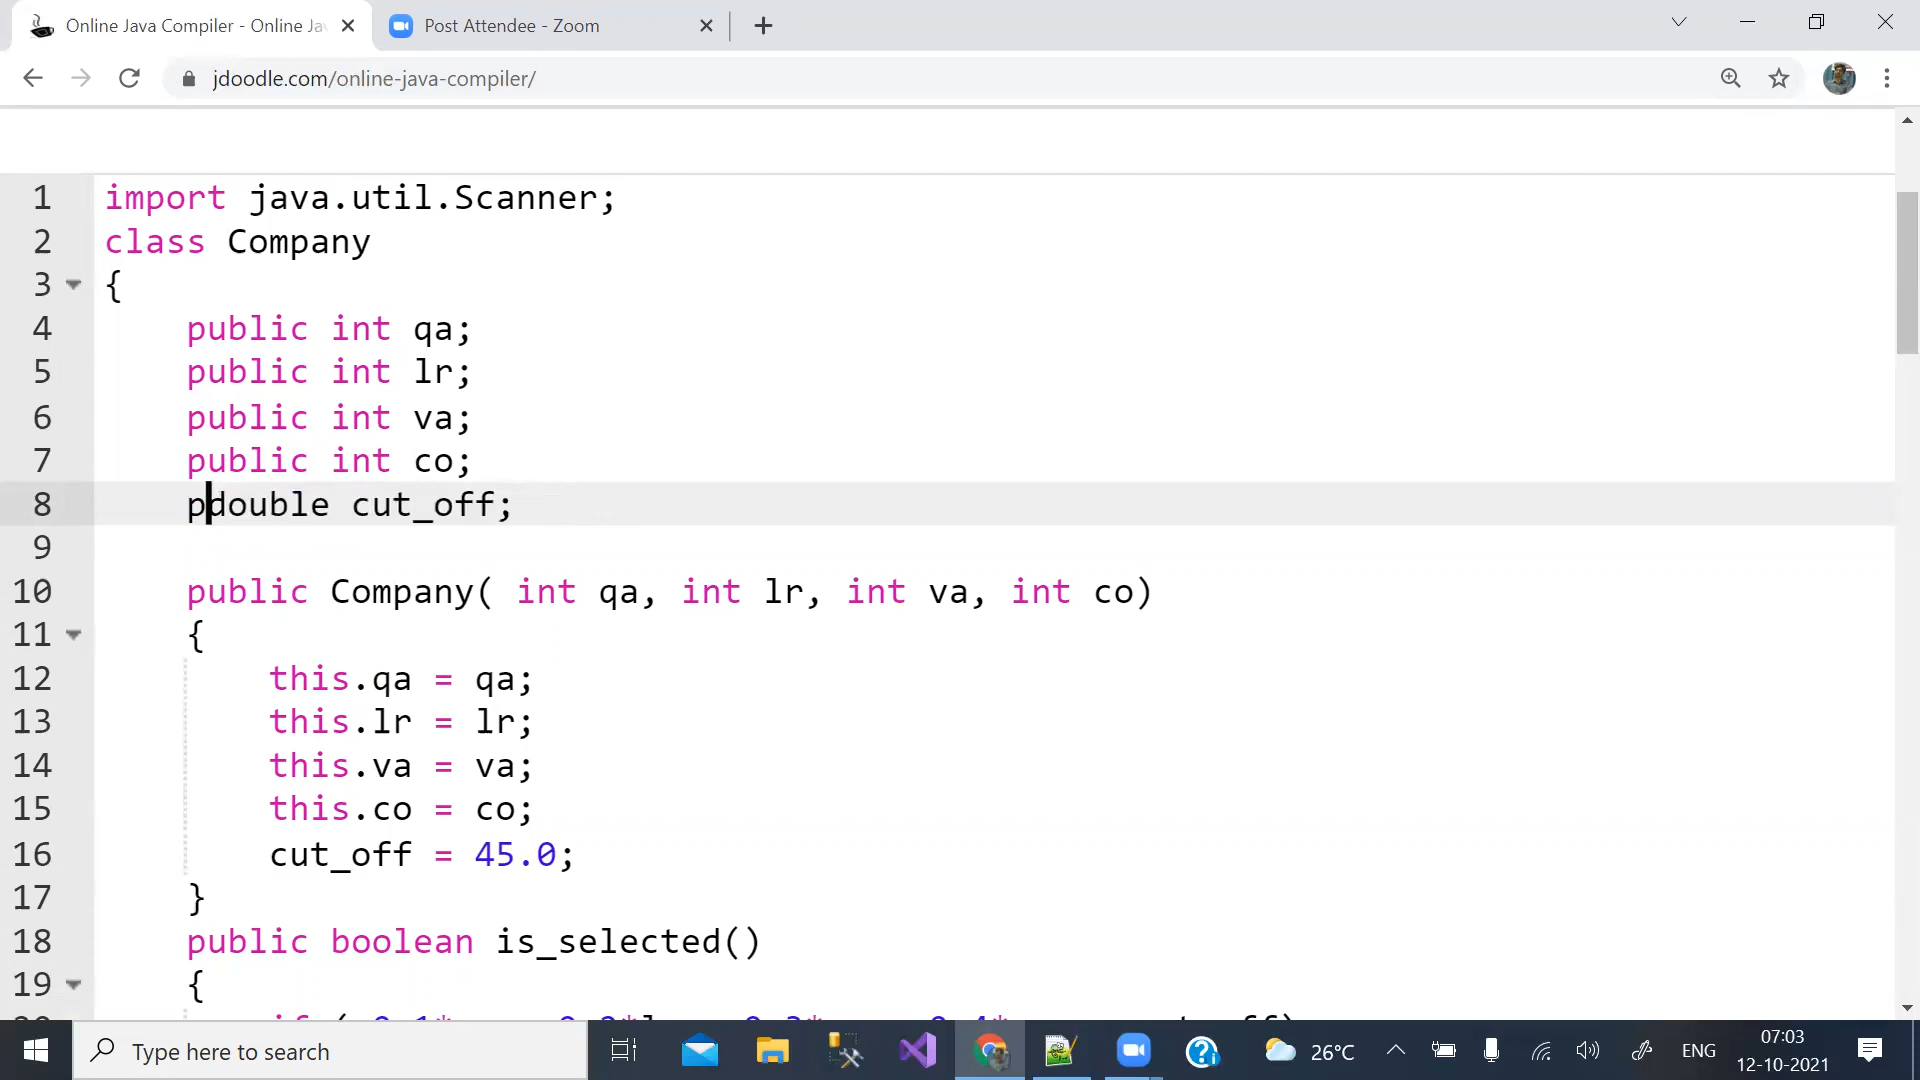 Online Java Compiler - Online Ja
Post Attendee - Zoom
jdoodle.com/online-java-compiler/
1 import java.util.Scanner;
2 class Company
3 {
4 public int qa;
5 public int lr;
6 public int va;
7 public int co;
8 pdouble cut_off;
9
10 public Company( int qa, int lr, int va, int co)
11 {
12 this.qa = qa;
13 this.lr = lr;
14 this.va = va;
15 this.co = co;
16 cut_off = 45.0;
17 }
18 public boolean is_selected()
19 {
Type here to search
26°C
ENG
07:03
12-10-2021